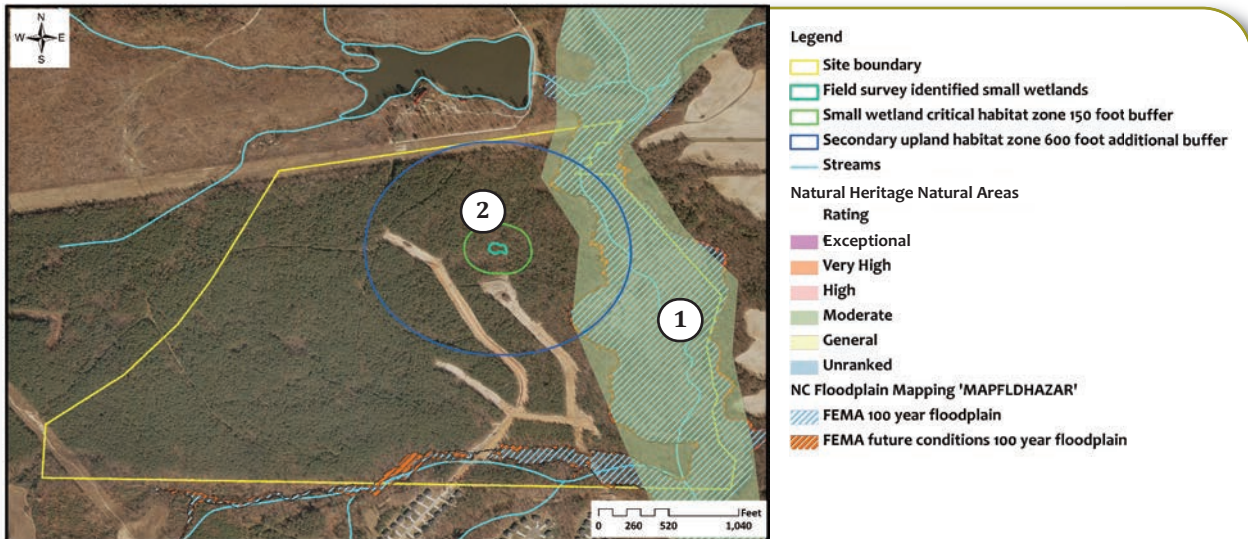 N
W E
S
2
1
Feet
0 260 520 1,040
Legend
Site boundary
Field survey identified small wetlands
Small wetland critical habitat zone 150 foot buffer
Secondary upland habitat zone 600 foot additional buffer
Streams
Natural Heritage Natural Areas
Rating
Exceptional
Very High
High
Moderate
General
Unranked
NC Floodplain Mapping 'MAPFLDHAZAR'
FEMA 100 year floodplain
FEMA future conditions 100 year floodplain